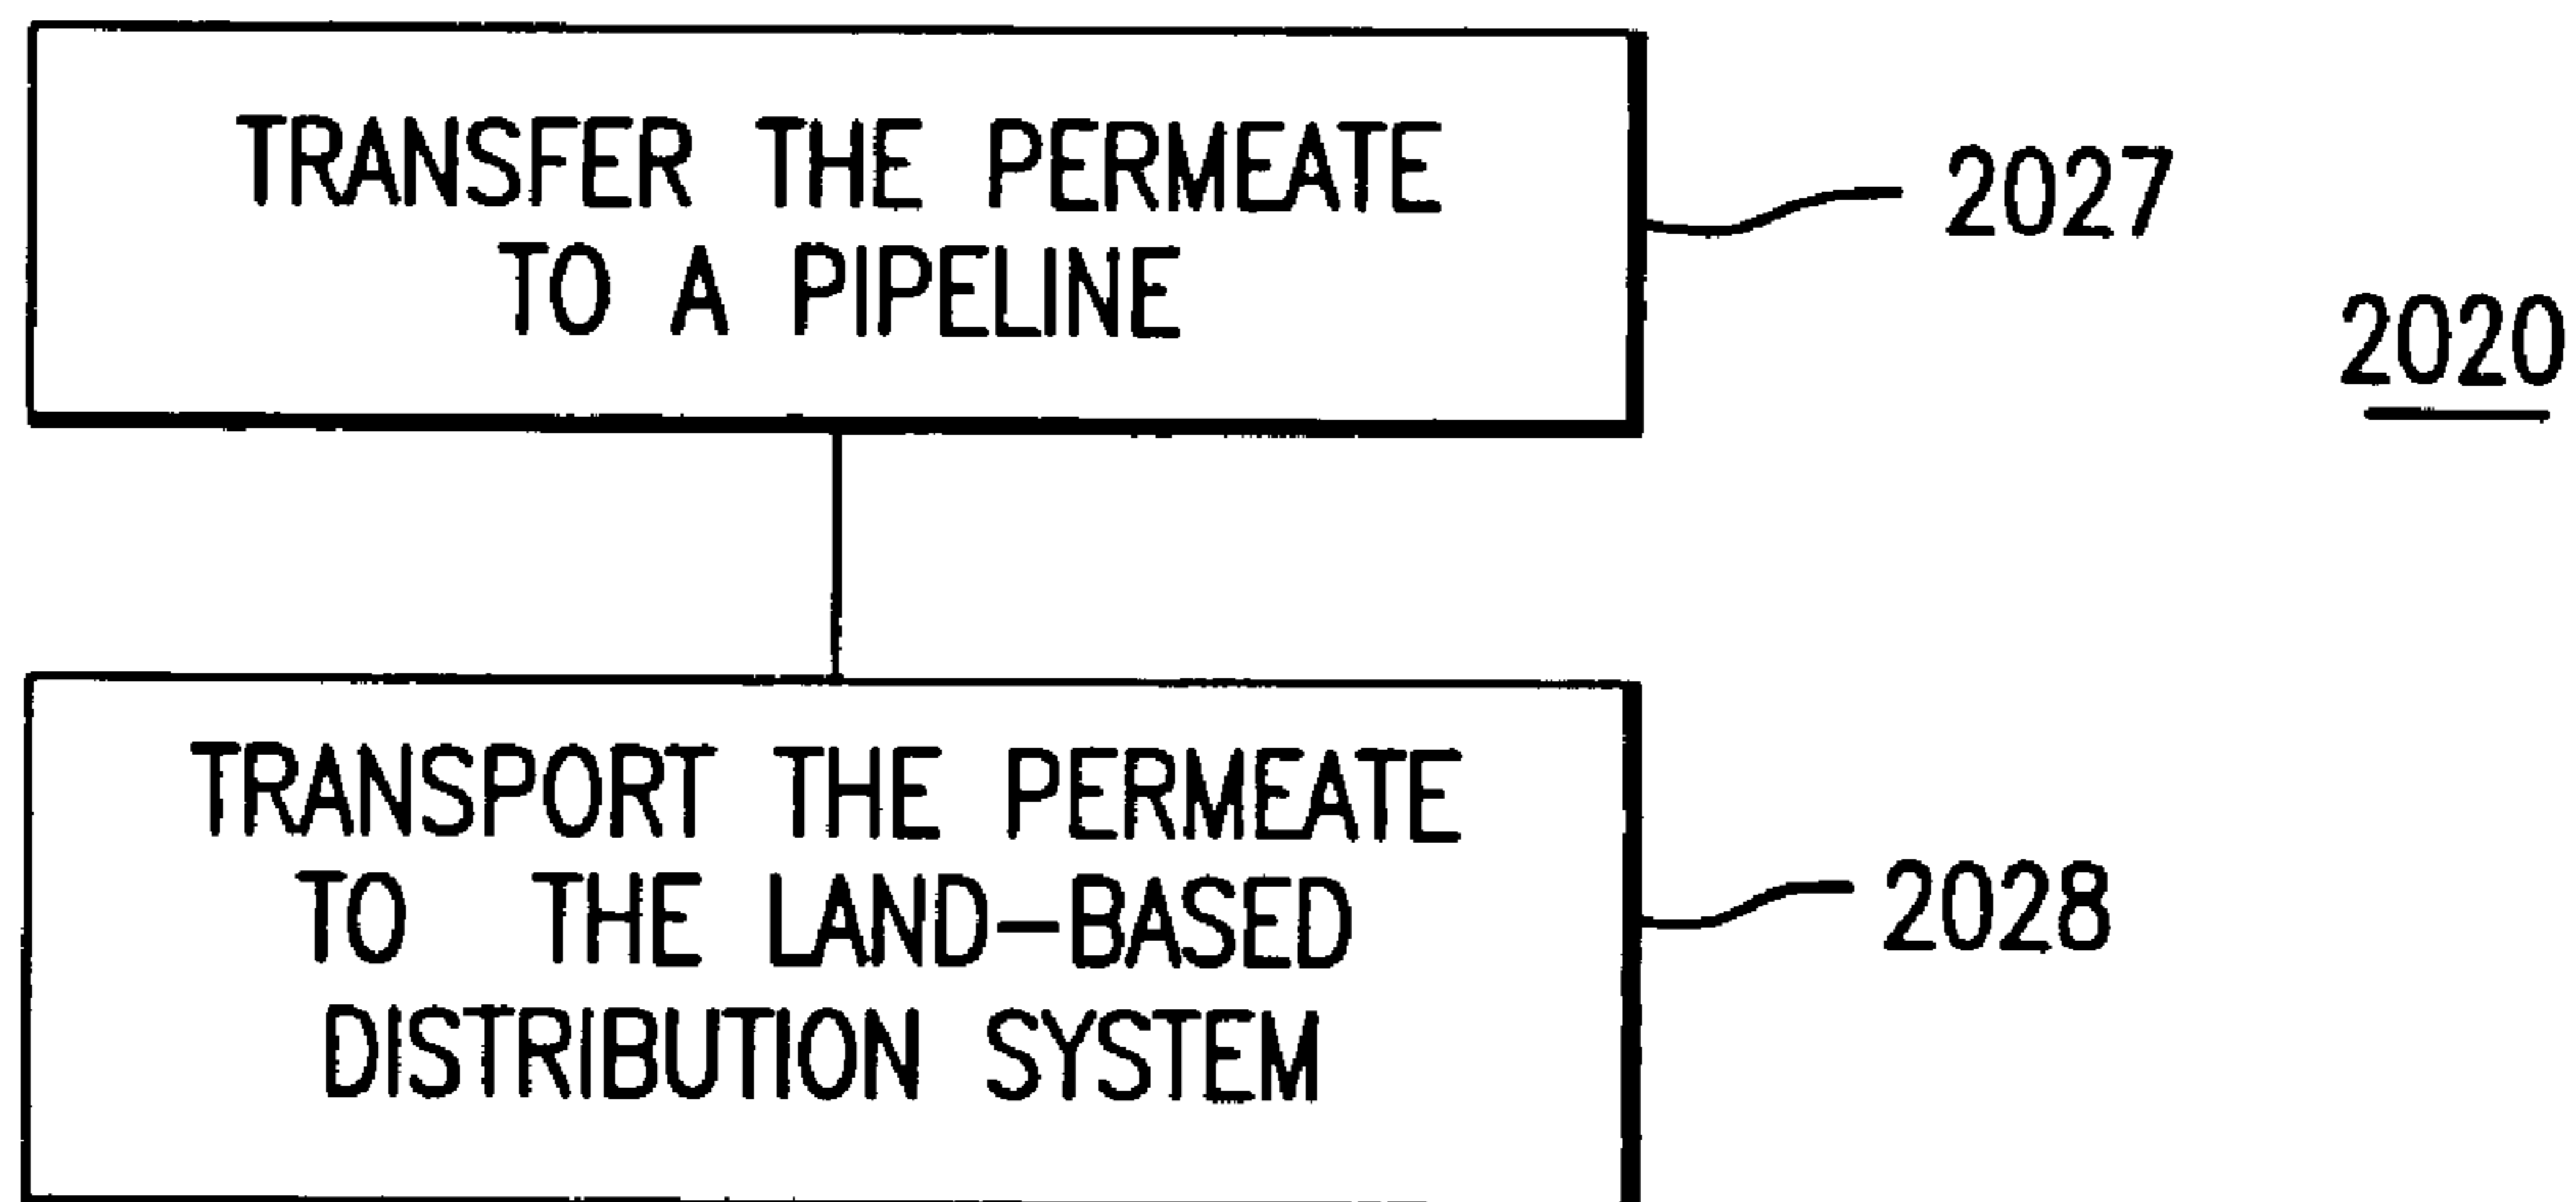 TRANSFER THE PERMEATE
TO A PIPELINE
2027
2020
TRANSPORT THE PERMEATE
TO THE LAND-BASED
DISTRIBUTION SYSTEM
2028